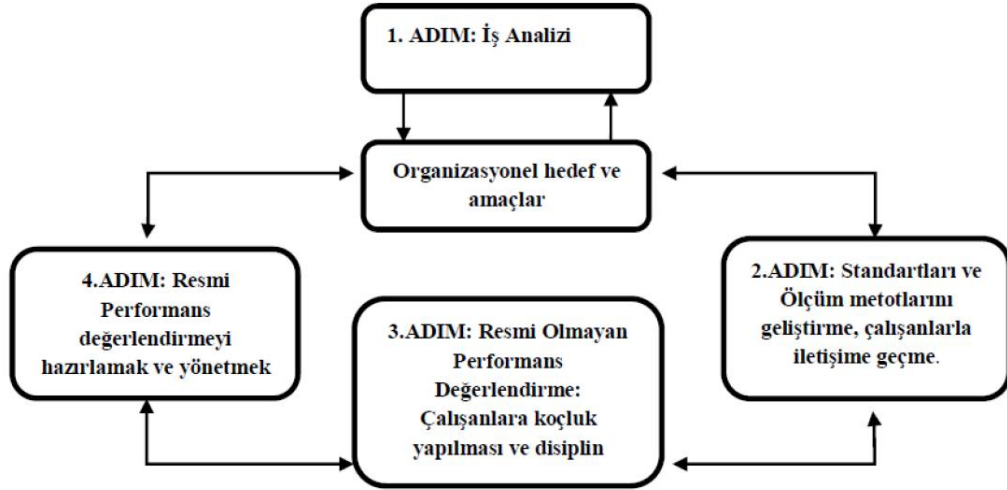 1. ADIM: İş Analizi
Organizasyonel hedef ve
amaçlar
2.ADIM: Standartları ve
Ölçüm metotlarını
geliştirme, çalışanlarla
iletişime geçme.
3.ADIM: Resmi Olmayan
Performans
Değerlendirme:
Çalışanlara koçluk
yapılması ve disiplin
4.ADIM: Resmi
Performans
değerlendirmeyi
hazırlamak ve yönetmek